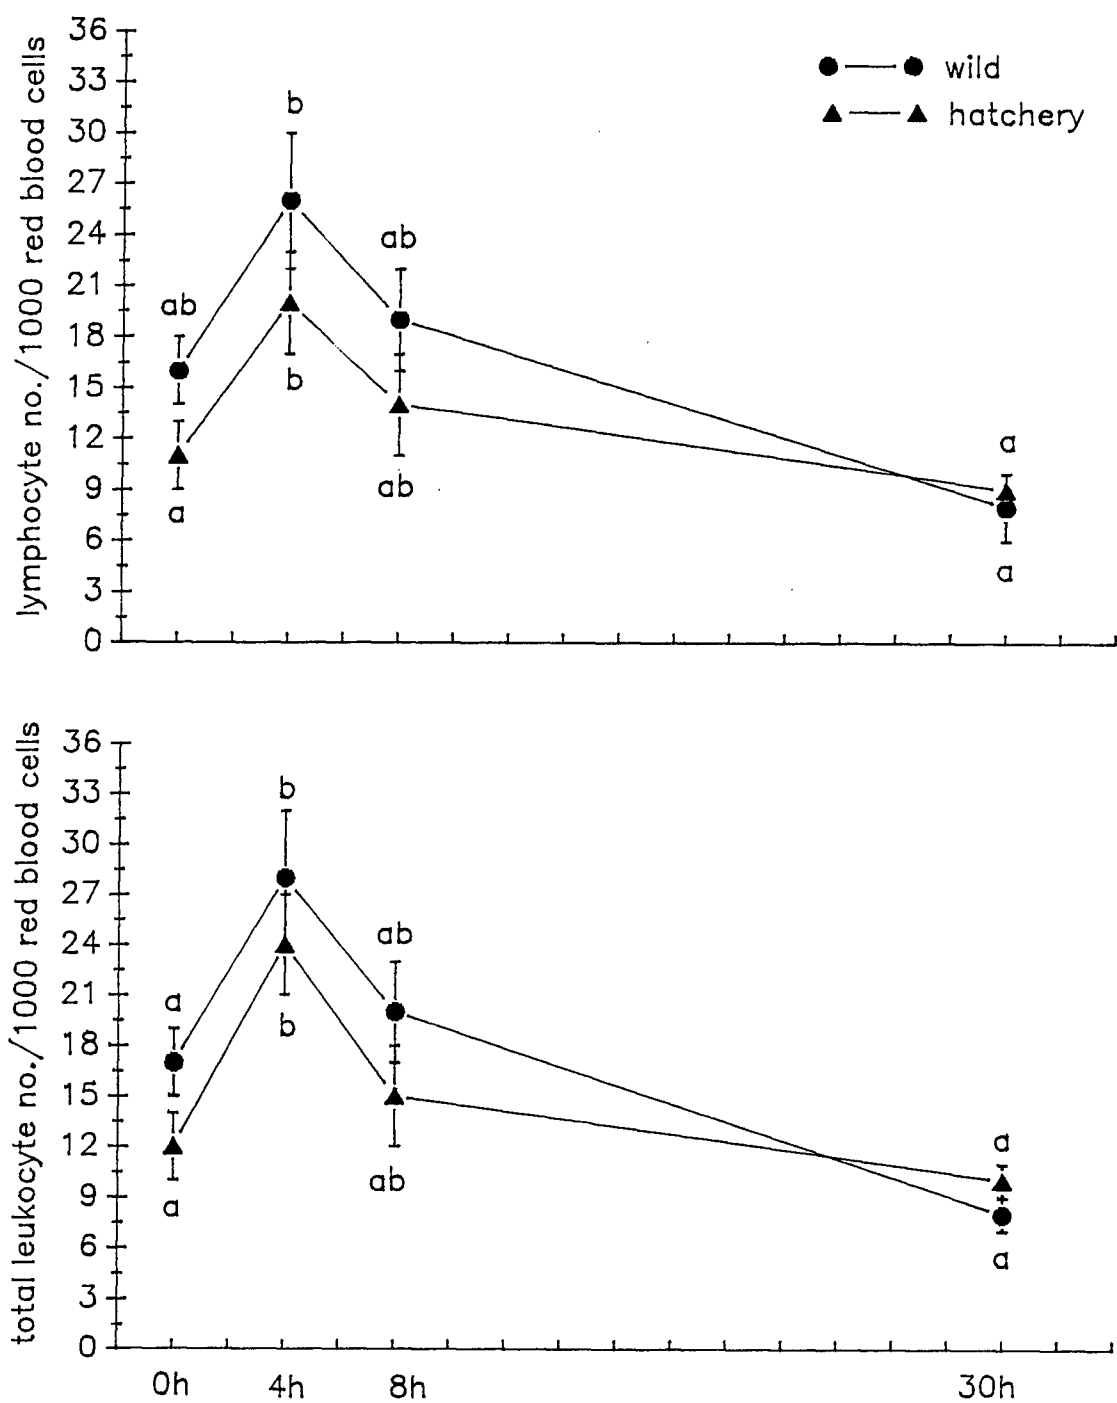 lymphocyte no./1000 red blood cells
36
33
30
27
24
21
18
15
12
9
6
3
0
wild
hatchery
b
ab
ab
b
a
ab
a
a
total leukocyte no./1000 red blood cells
36
33
30
27
24
21
18
15
12
9
6
3
0
b
ab
a
b
ab
a
a
a
0h 4h 8h 30h